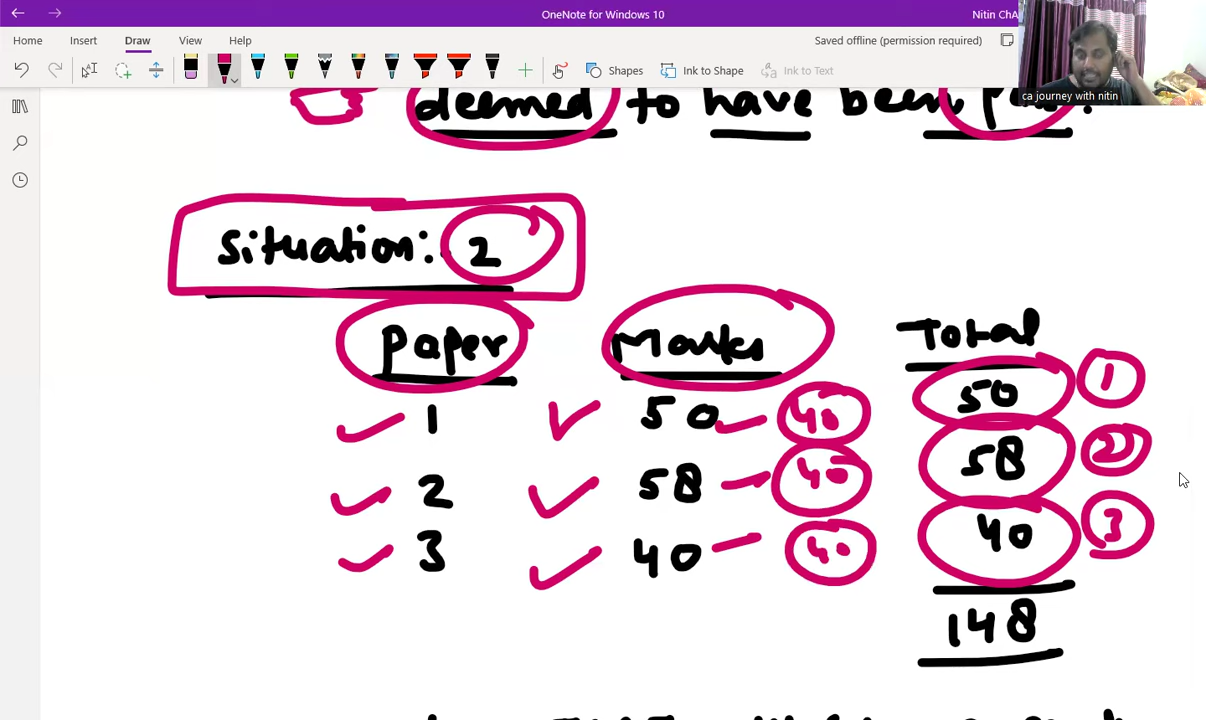 OneNote for Windows 10
Nitin ChA
Home Insert Draw View Help
Saved offline (permission required)
Shapes Ink to Shape Ink to Text
ca journey with nitin
deemed to have been
Situation: 2
Paper Marks Total
1 50 40 50 1
2 58 40 58 2
3 40 40 40 3
148